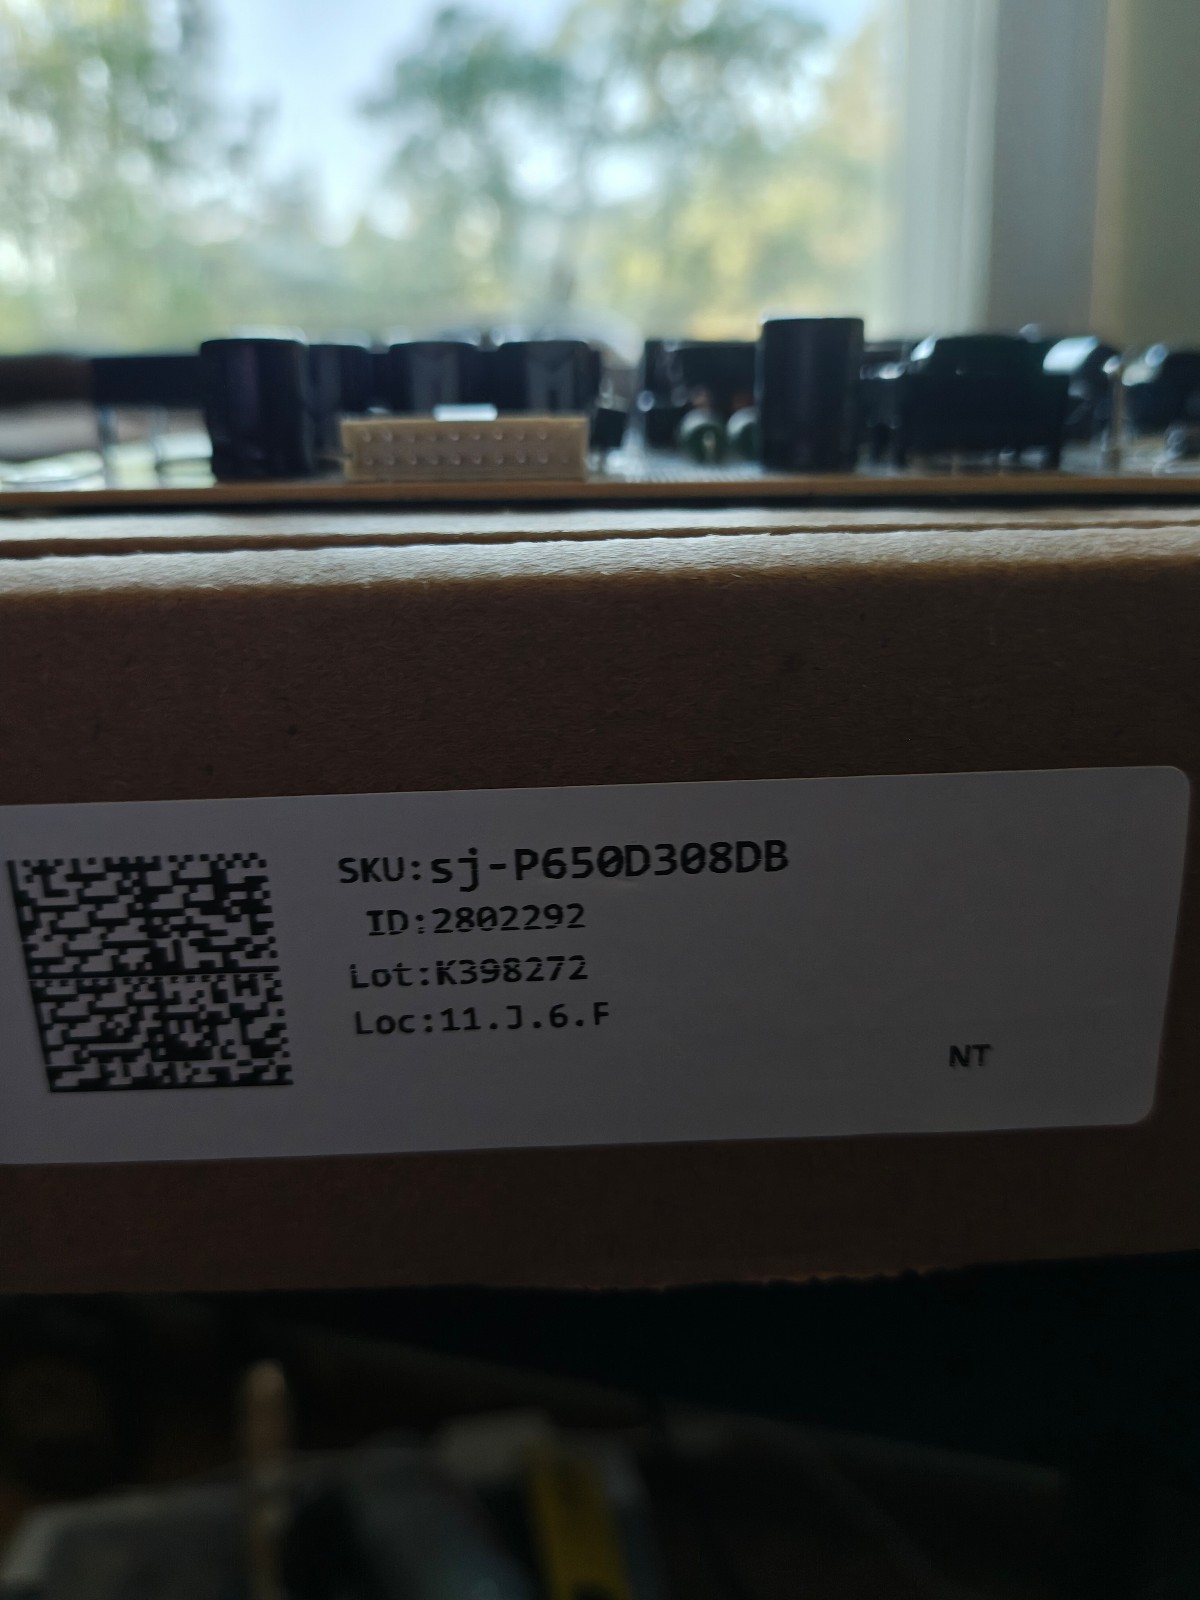 SKU:sj-P650D308DB
ID:2802292
Lot:K398272
Loc:11.J.6.F
NT